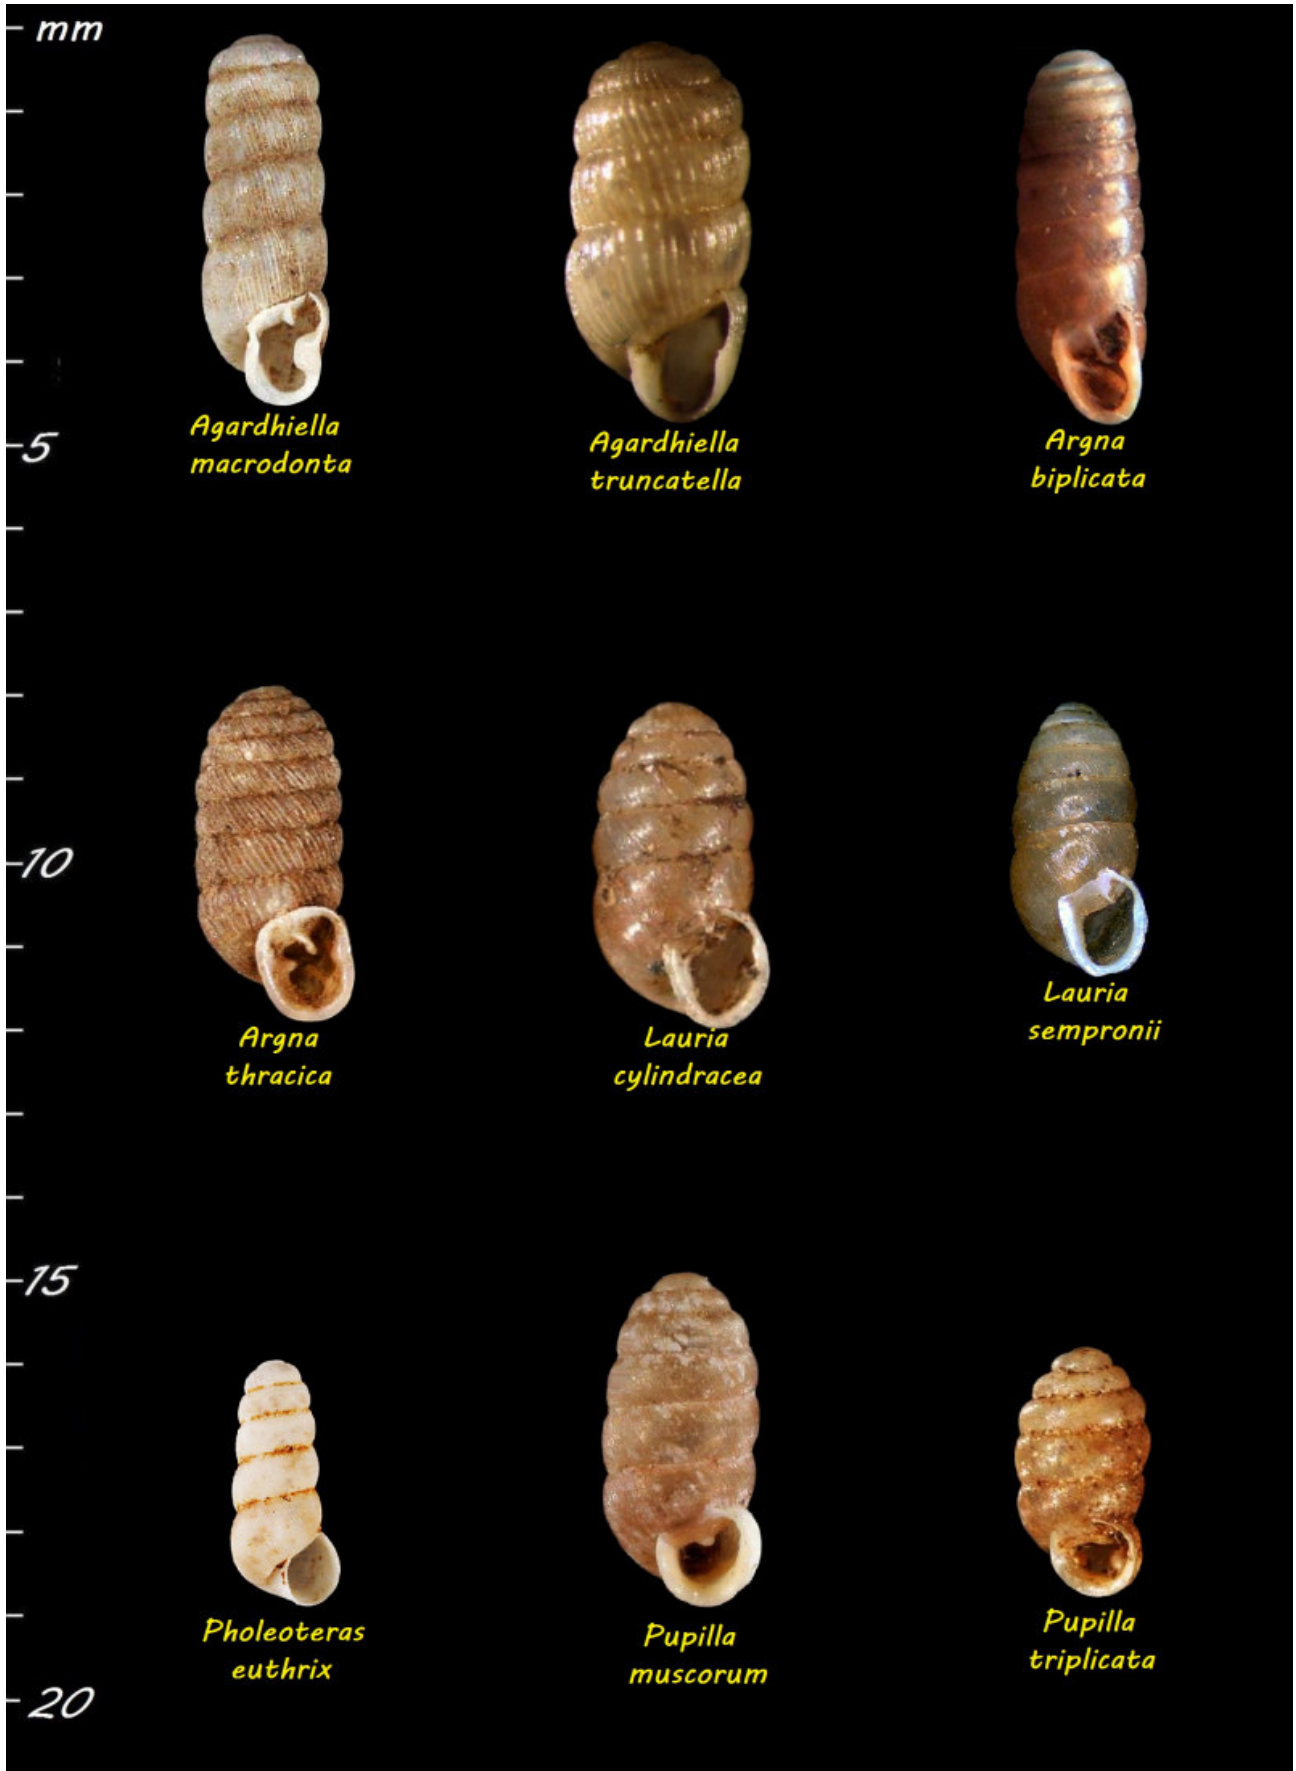 mm
Agardhiella
macrodonta
Agardhiella
truncatella
Argna
biplicata
5
10
Argna
thracica
Lauria
cylindracea
Lauria
sempronii
15
Pholeoteras
euthrix
Pupilla
muscorum
Pupilla
triplicata
20